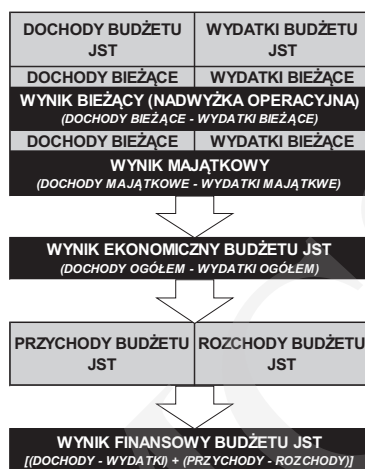 DOCHODY BUDŻETU WYDATKI BUDŻETU
JST JST
DOCHODY BIEŻĄCE WYDATKI BIEŻĄCE
WYNIK BIEŻĄCY (NADWYŻKA OPERACYJNA)
(DOCHODY BIEŻĄCE - WYDATKI BIEŻĄCE)
DOCHODY BIEŻĄCE WYDATKI BIEŻĄCE
WYNIK MAJĄTKOWY
(DOCHODY MAJĄTKOWE - WYDATKI MAJĄTKWE)
WYNIK EKONOMICZNY BUDŻETU JST
(DOCHODY OGÓŁEM - WYDATKI OGÓŁEM)
PRZYCHODY BUDŻETU ROZCHODY BUDŻETU
JST JST
WYNIK FINANSOWY BUDŻETU JST
[(DOCHODY - WYDATKI) + (PRZYCHODY - ROZCHODY)]